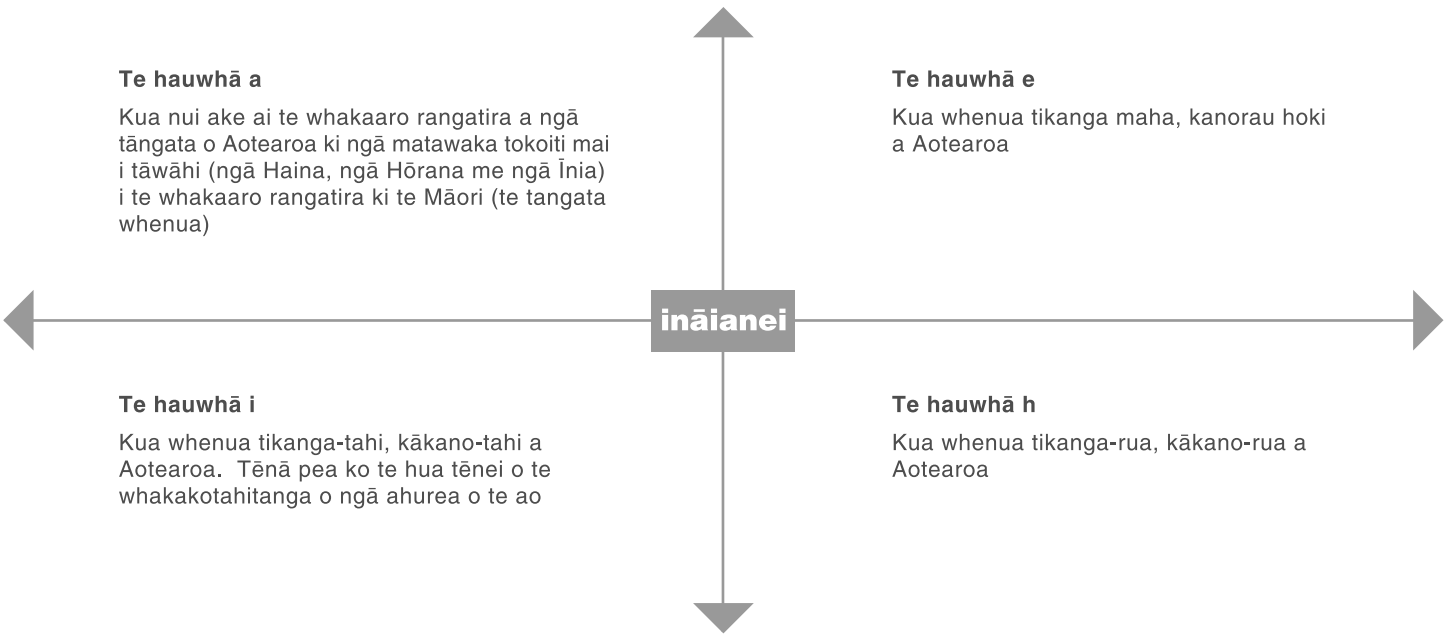 Te hauwhā a
Kua nui ake ai te whakaaro rangatira a ngā
tāngata o Aotearoa ki ngā matawaka tokoiti mai
i tāwāhi (ngā Haina, ngā Hōrana me ngā Īnia)
i te whakaaro rangatira ki te Māori (te tangata
whenua)
Te hauwhā e
Kua whenua tikanga maha, kanorau hoki
a Aotearoa
ināianei
Te hauwhā i
Kua whenua tikanga-tahi, kākano-tahi a
Aotearoa. Tēnā pea ko te hua tēnei o te
whakakotahitanga o ngā ahurea o te ao
Te hauwhā h
Kua whenua tikanga-rua, kākano-rua a
Aotearoa